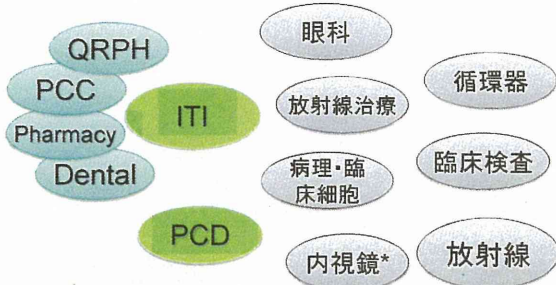 QRPH
PCC
Pharmacy
Dental
ITI
PCD
眼科
放射線治療
病理・臨
床細胞
内視鏡*
循環器
臨床検査
放射線